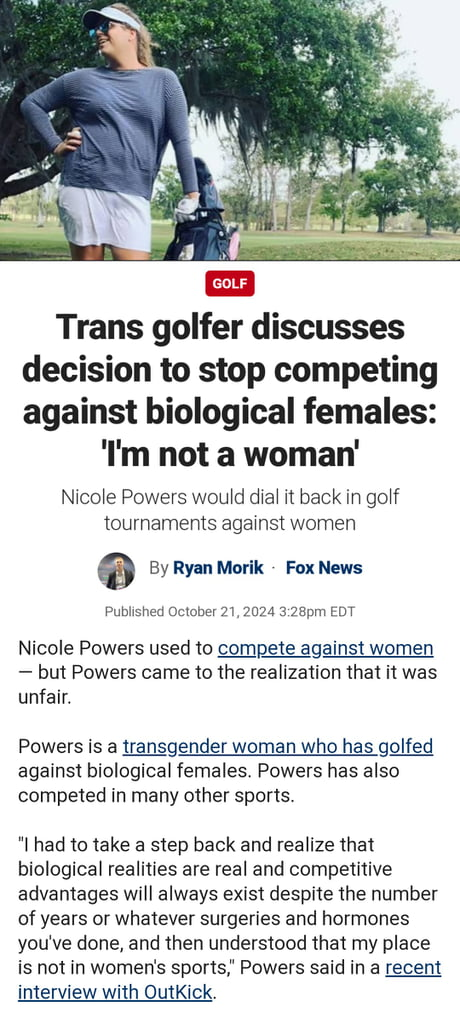 GOLF
Trans golfer discusses
decision to stop competing
against biological females:
'I'm not a woman'
Nicole Powers would dial it back in golf
tournaments against women
By Ryan Morik · Fox News
Published October 21, 2024 3:28pm EDT
Nicole Powers used to compete against women
— but Powers came to the realization that it was
unfair.
Powers is a transgender woman who has golfed
against biological females. Powers has also
competed in many other sports.
"I had to take a step back and realize that
biological realities are real and competitive
advantages will always exist despite the number
of years or whatever surgeries and hormones
you've done, and then understood that my place
is not in women's sports," Powers said in a recent
interview with OutKick.